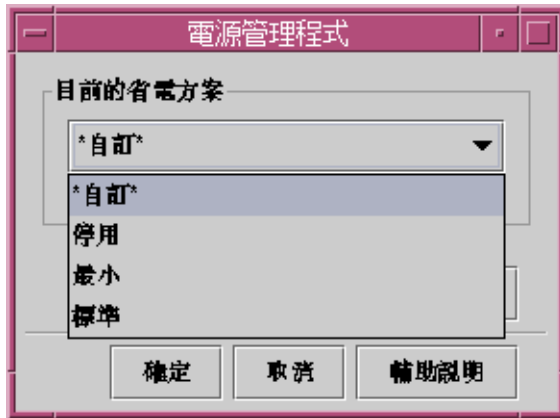 電源管理程式
目前的省電方案
*自訂*
*自訂*
停用
最小
標準
確定 取消 輔助說明